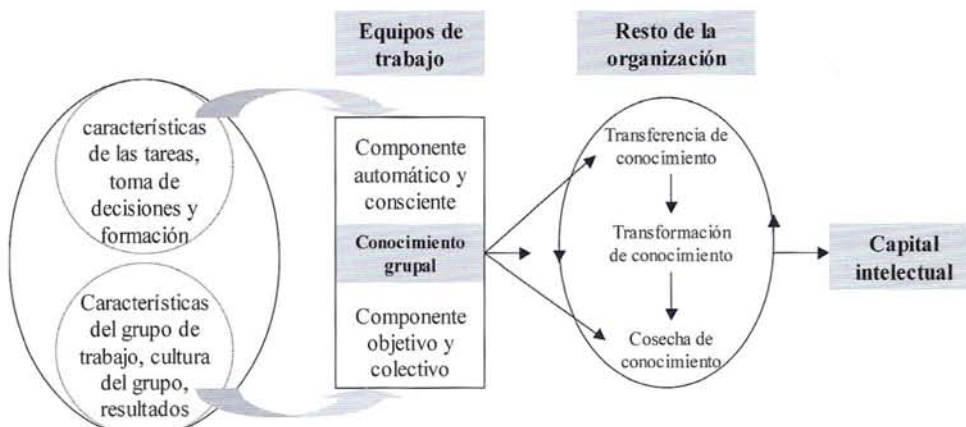 Equipos de
trabajo
Resto de la
organización
características
de las tareas,
toma de
decisiones y
formación
Características
del grupo de
trabajo, cultura
del grupo,
resultados
Componente
automático y
consciente
Conocimiento
grupal
Componente
objetivo y
colectivo
Transferencia de
conocimiento
Transformación
de conocimiento
Cosecha de
conocimiento
Capital
intelectual